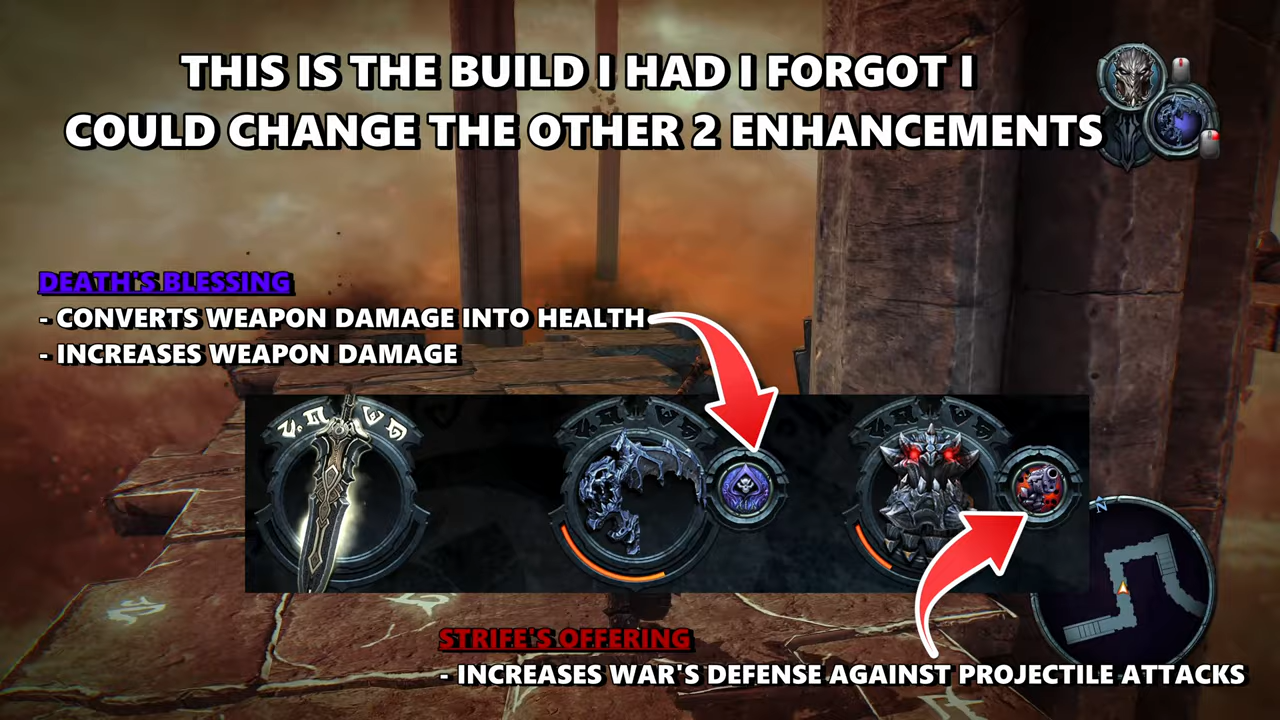 THIS IS THE BUILD I HAD I FORGOT I
COULD CHANGE THE OTHER 2 ENHANCEMENTS
DEATH'S BLESSING
- CONVERTS WEAPON DAMAGE INTO HEALTH
- INCREASES WEAPON DAMAGE
N
STRIFE'S OFFERING
- INCREASES WAR'S DEFENSE AGAINST PROJECTILE ATTACKS